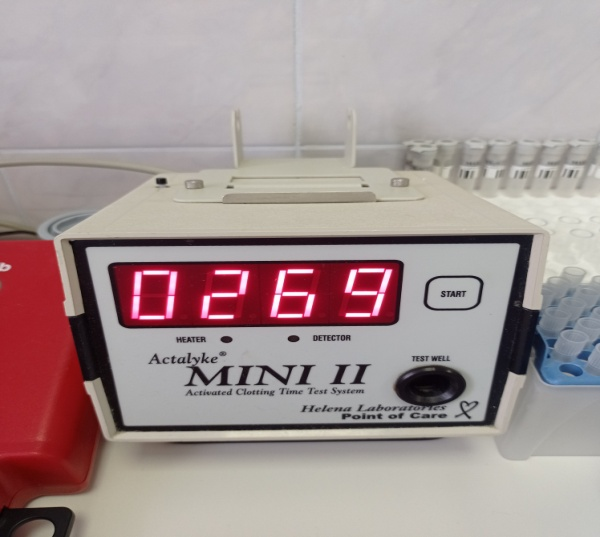 0269
START
HEATER
DETECTOR
Actalyke®
MINI II
Activated Clotting Time Test System
TEST WELL
Helena Laboratories
Point of Care